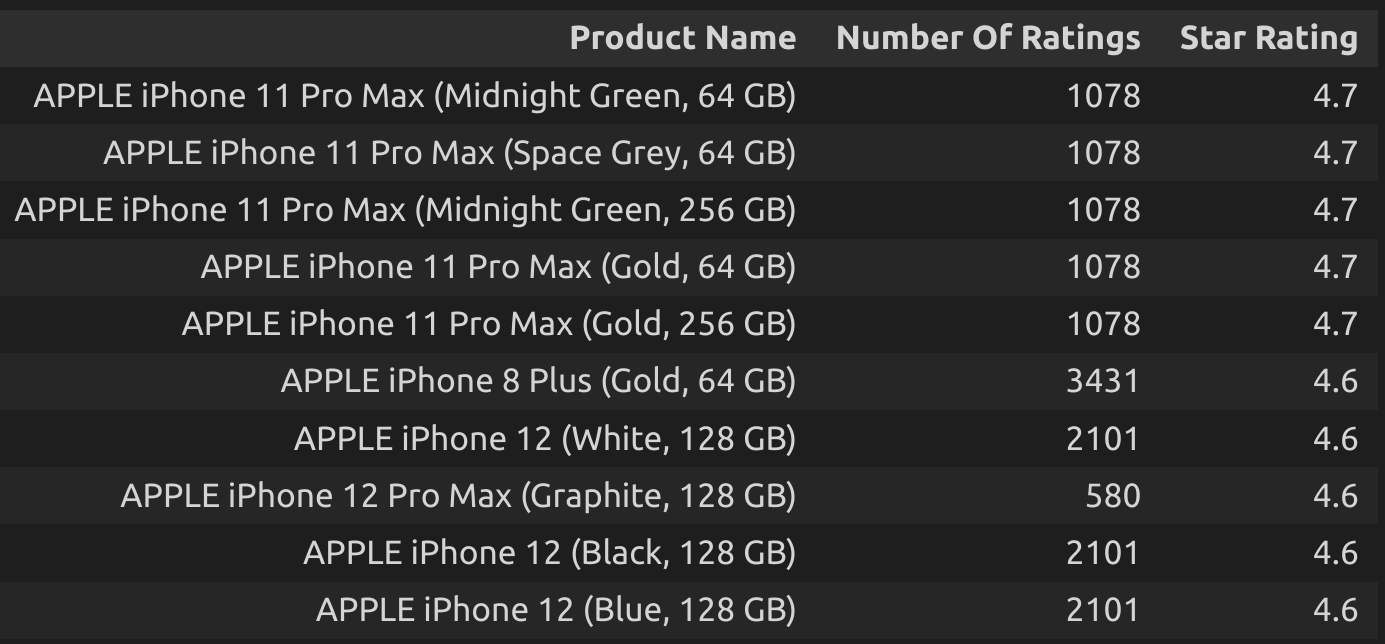 Product Name Number Of Ratings Star Rating
APPLE iPhone 11 Pro Max (Midnight Green, 64 GB) 1078 4.7
APPLE iPhone 11 Pro Max (Space Grey, 64 GB) 1078 4.7
APPLE iPhone 11 Pro Max (Midnight Green, 256 GB) 1078 4.7
APPLE iPhone 11 Pro Max (Gold, 64 GB) 1078 4.7
APPLE iPhone 11 Pro Max (Gold, 256 GB) 1078 4.7
APPLE iPhone 8 Plus (Gold, 64 GB) 3431 4.6
APPLE iPhone 12 (White, 128 GB) 2101 4.6
APPLE iPhone 12 Pro Max (Graphite, 128 GB) 580 4.6
APPLE iPhone 12 (Black, 128 GB) 2101 4.6
APPLE iPhone 12 (Blue, 128 GB) 2101 4.6